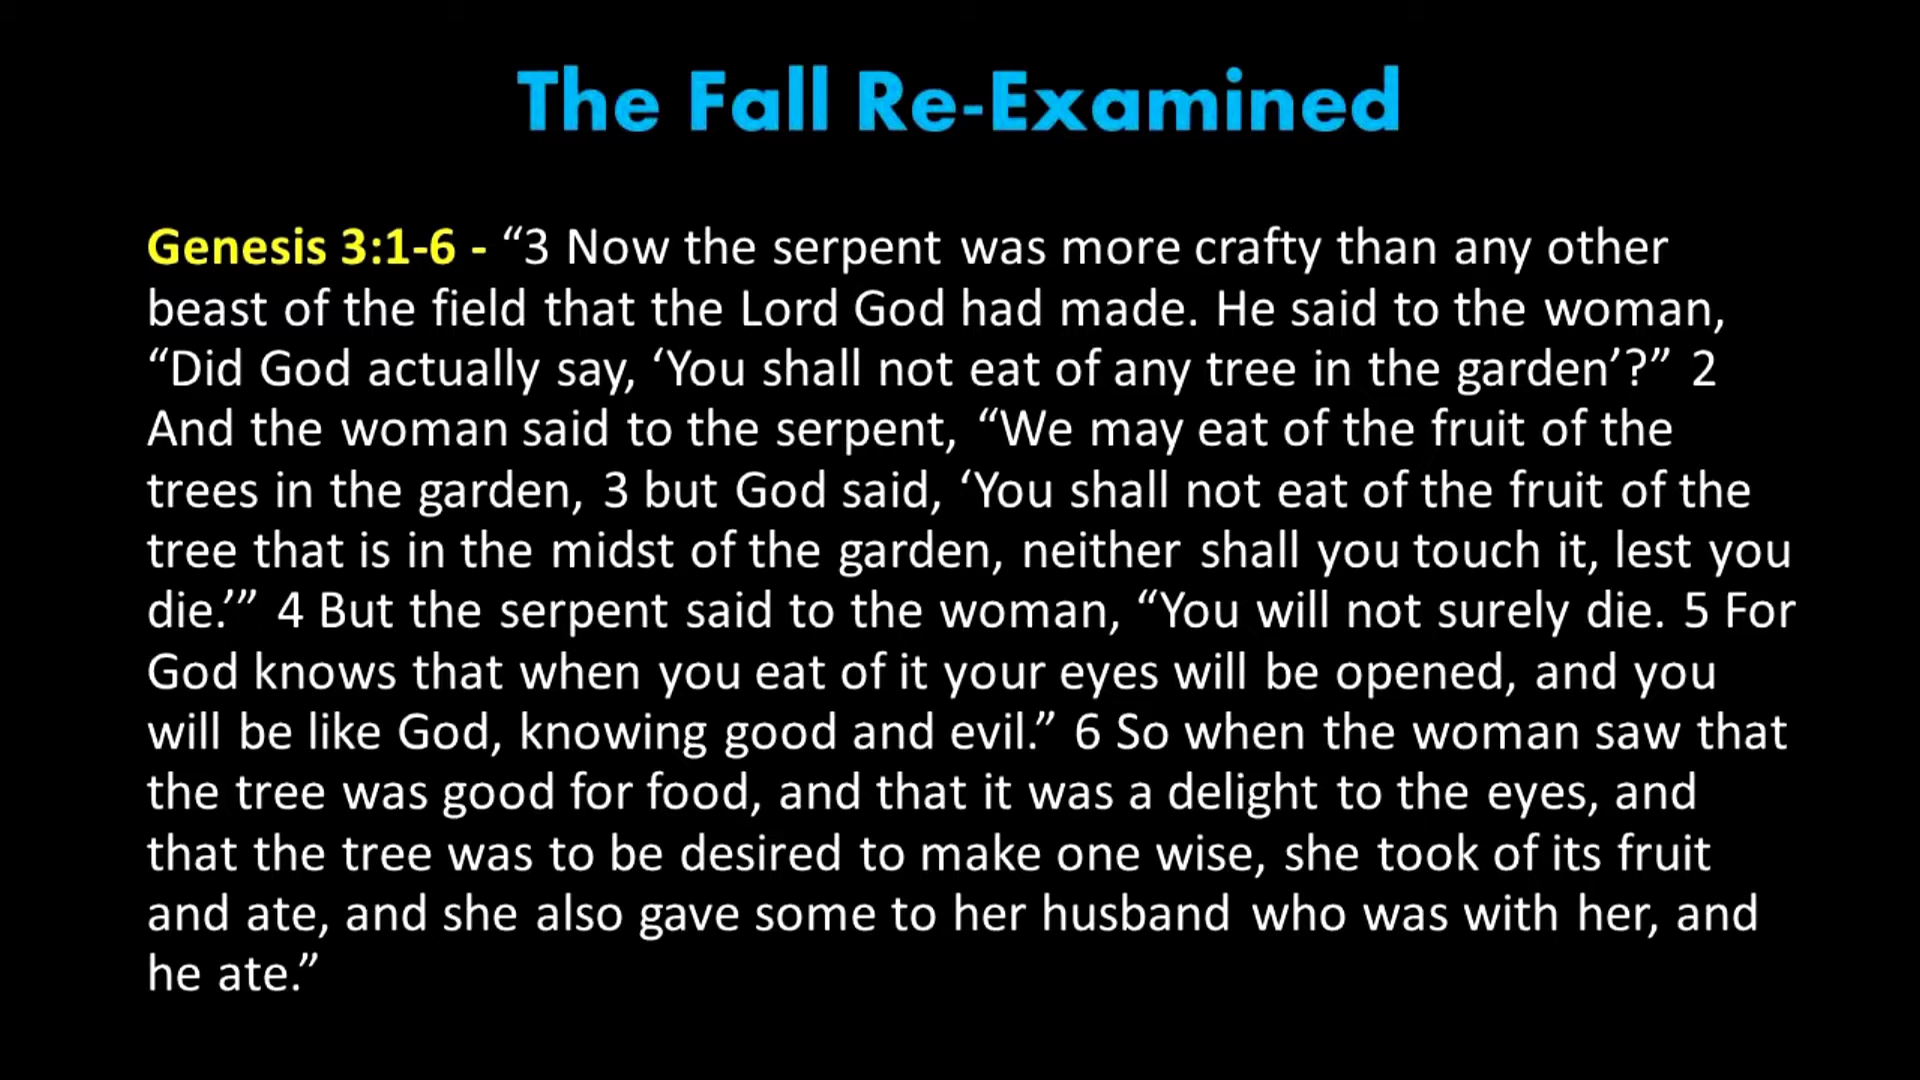 The Fall Re-Examined
Genesis 3:1-6 - “3 Now the serpent was more crafty than any other
beast of the field that the Lord God had made. He said to the woman,
“Did God actually say, ‘You shall not eat of any tree in the garden’?” 2
And the woman said to the serpent, “We may eat of the fruit of the
trees in the garden, 3 but God said, ‘You shall not eat of the fruit of the
tree that is in the midst of the garden, neither shall you touch it, lest you
die.’” 4 But the serpent said to the woman, “You will not surely die. 5 For
God knows that when you eat of it your eyes will be opened, and you
will be like God, knowing good and evil.” 6 So when the woman saw that
the tree was good for food, and that it was a delight to the eyes, and
that the tree was to be desired to make one wise, she took of its fruit
and ate, and she also gave some to her husband who was with her, and
he ate.”